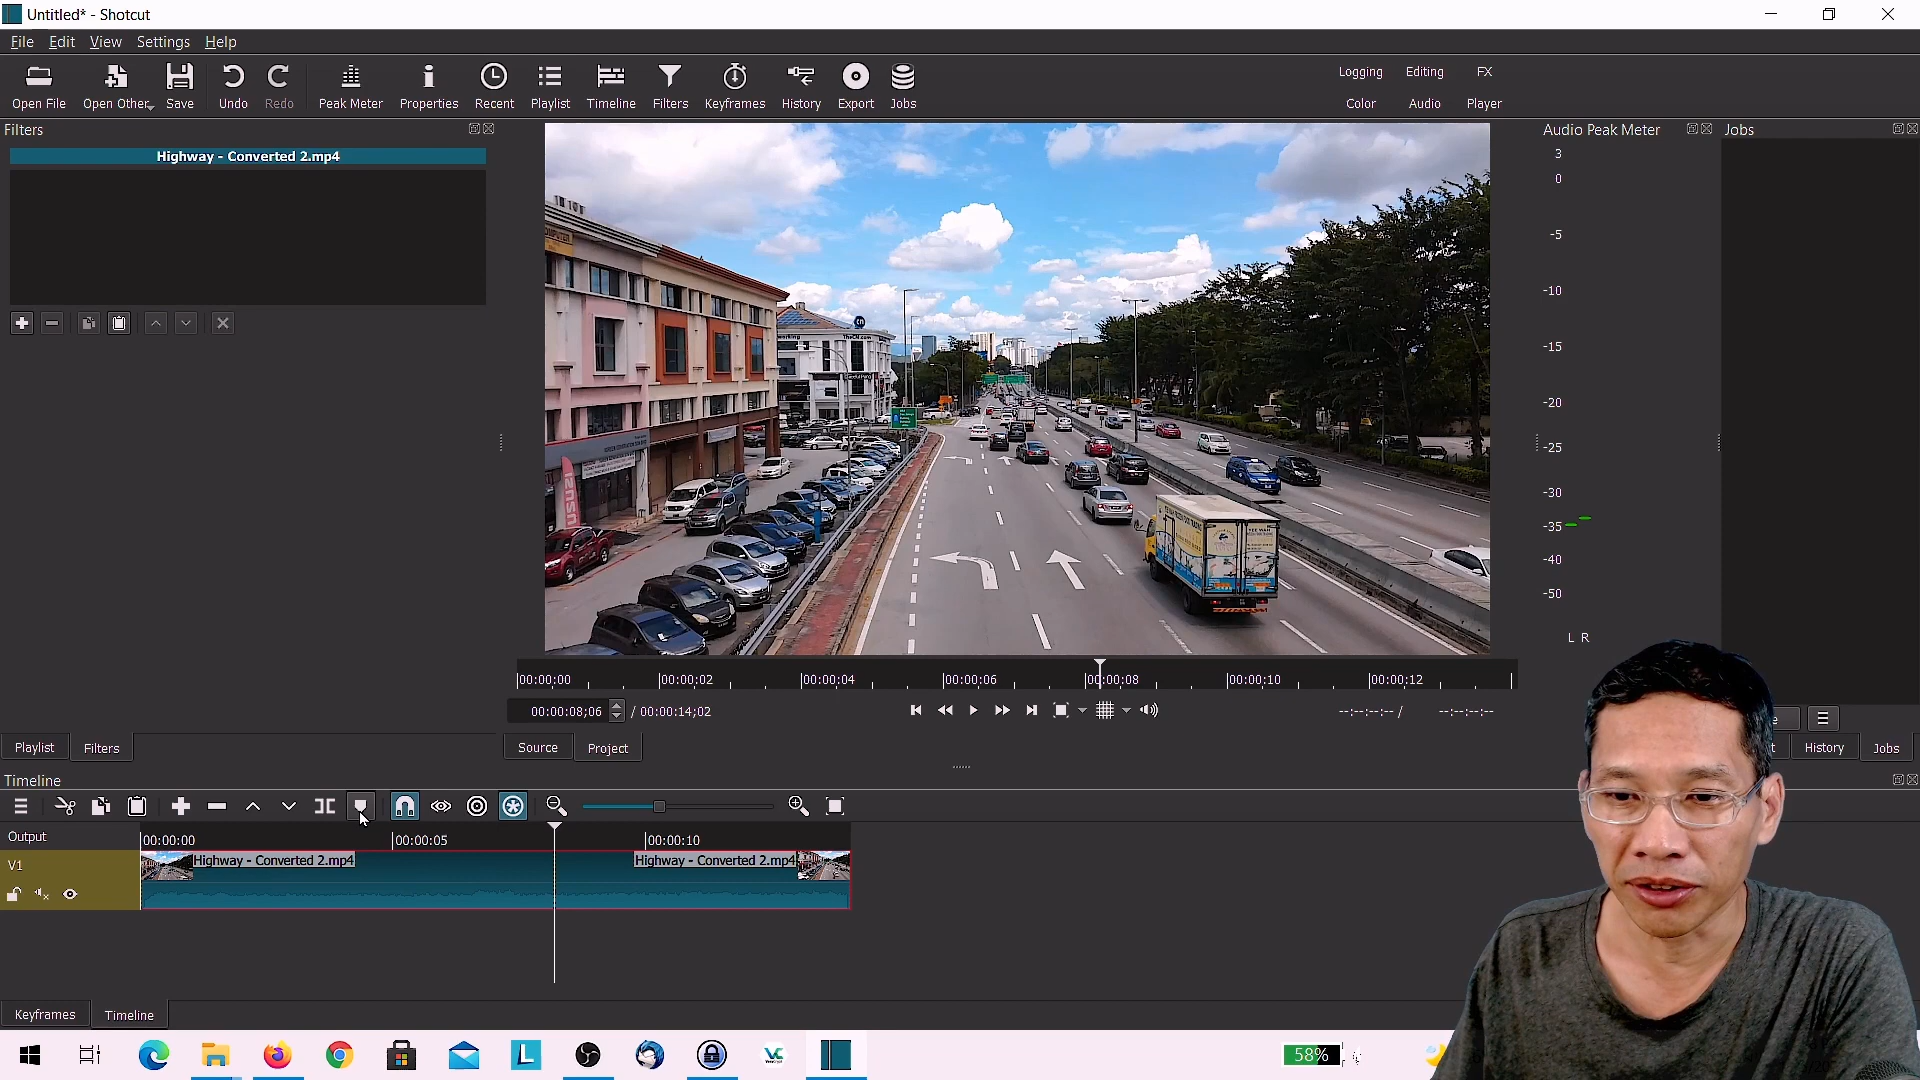 Untitled* - Shotcut
File Edit View Settings Help
Open File Open Other Save Undo Redo Peak Meter Properties Recent Playlist Timeline Filters Keyframes History Export Jobs
Logging Editing FX
Color Audio Player
Filters
Highway - Converted 2.mp4
Audio Peak Meter
Jobs
3
0
-5
-10
-15
-20
-25
-30
-35
-40
-50
L R
COMPUTER
ISUZU
YEE WAH
00:00:00 00:00:02 00:00:04 00:00:06 00:00:08 00:00:10 00:00:12
00:00:08;06 / 00:00:14;02
--:--:--:-- / --:--:--:--
Playlist Filters
Source Project
History Jobs
Timeline
Output
00:00:00 00:00:05 00:00:10
V1
Highway - Converted 2.mp4 Highway - Converted 2.mp4
Keyframes Timeline
58%